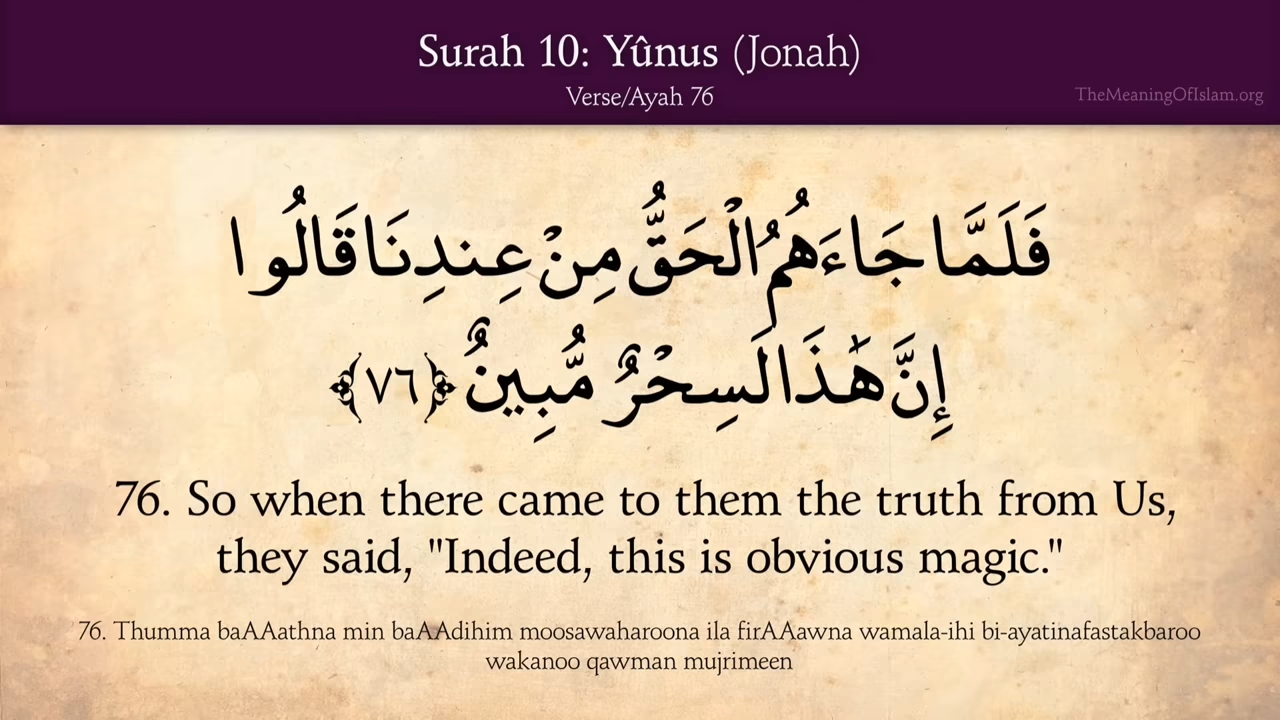 Surah 10: Yûnus (Jonah)
Verse/Ayah 76
TheMeaningOfIslam.org
فَلَمَّا جَاءَهُمُ الْحَقُّ مِنْ عِندِنَا قَالُوا
إِنَّ هَٰذَا لَسِحْرٌ مُّبِينٌ ﴿٧٦﴾
76. So when there came to them the truth from Us,
they said, "Indeed, this is obvious magic."
76. Thumma baAAathna min baAAdihim moosawaharoona ila firAAawna wamala-ihi bi-ayatinafastakbaroo
wakanoo qawman mujrimeen